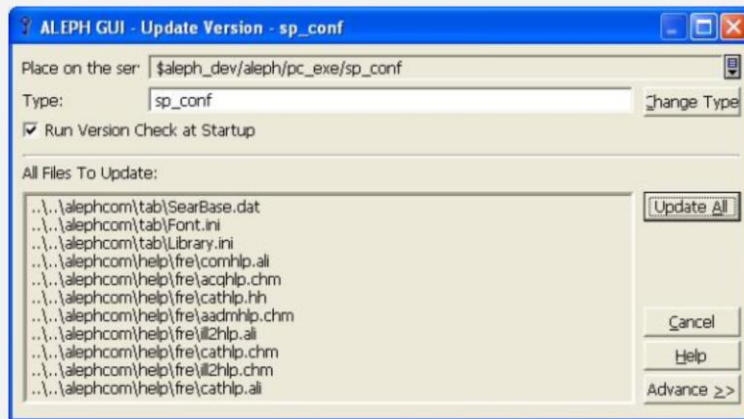 ALEPH GUI - Update Version - sp_conf
Place on the ser $aleph_dev/aleph/pc_exe/sp_conf
Type: sp_conf Change Type
Run Version Check at Startup
All Files To Update:
..\..\alephcom\tab\SearBase.dat Update All
..\..\alephcom\tab\Font.ini
..\..\alephcom\tab\Library.ini
..\..\alephcom\help\fre\comhlp.ali
..\..\alephcom\help\fre\acqhlp.chm
..\..\alephcom\help\fre\cathlp.hh
..\..\alephcom\help\fre\aadmhlp.chm
..\..\alephcom\help\fre\ill2hlp.ali Cancel
..\..\alephcom\help\fre\cathlp.chm Help
..\..\alephcom\help\fre\ill2hlp.chm
..\..\alephcom\help\fre\cathlp.ali Advance >>